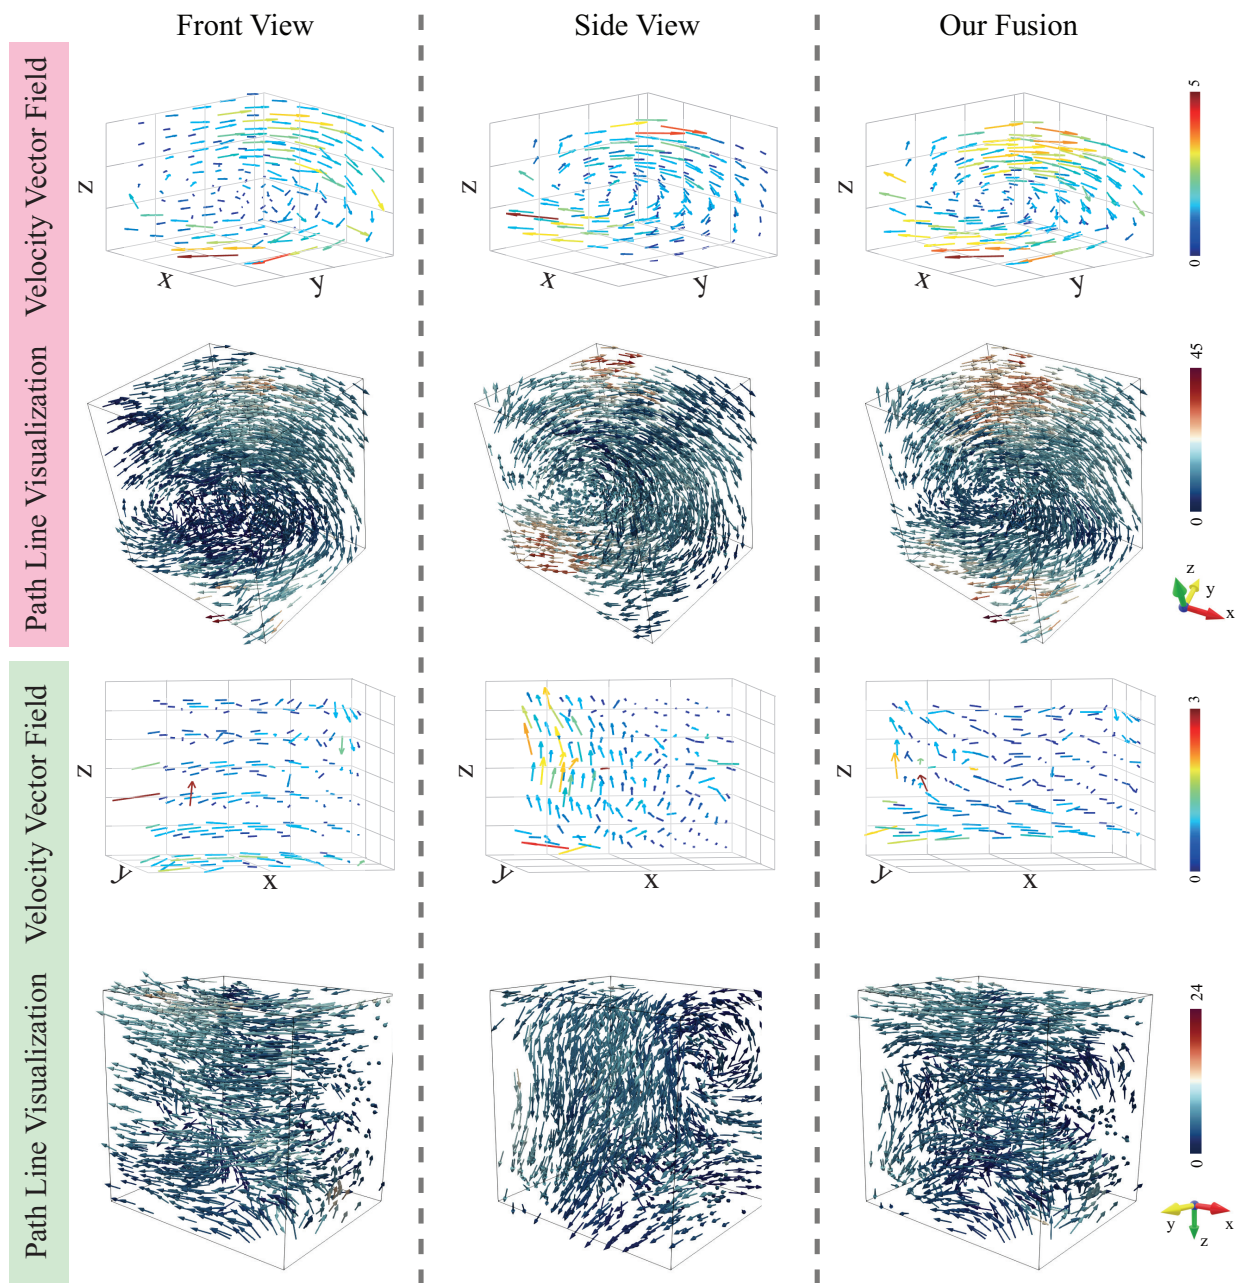 Front View
Side View
Our Fusion
Velocity Vector Field
z
x
y
z
x
y
z
x
y
5
0
Path Line Visualization
45
0
z
y
x
Velocity Vector Field
z
y
x
z
y
x
z
y
x
3
0
Path Line Visualization
24
0
y
x
z